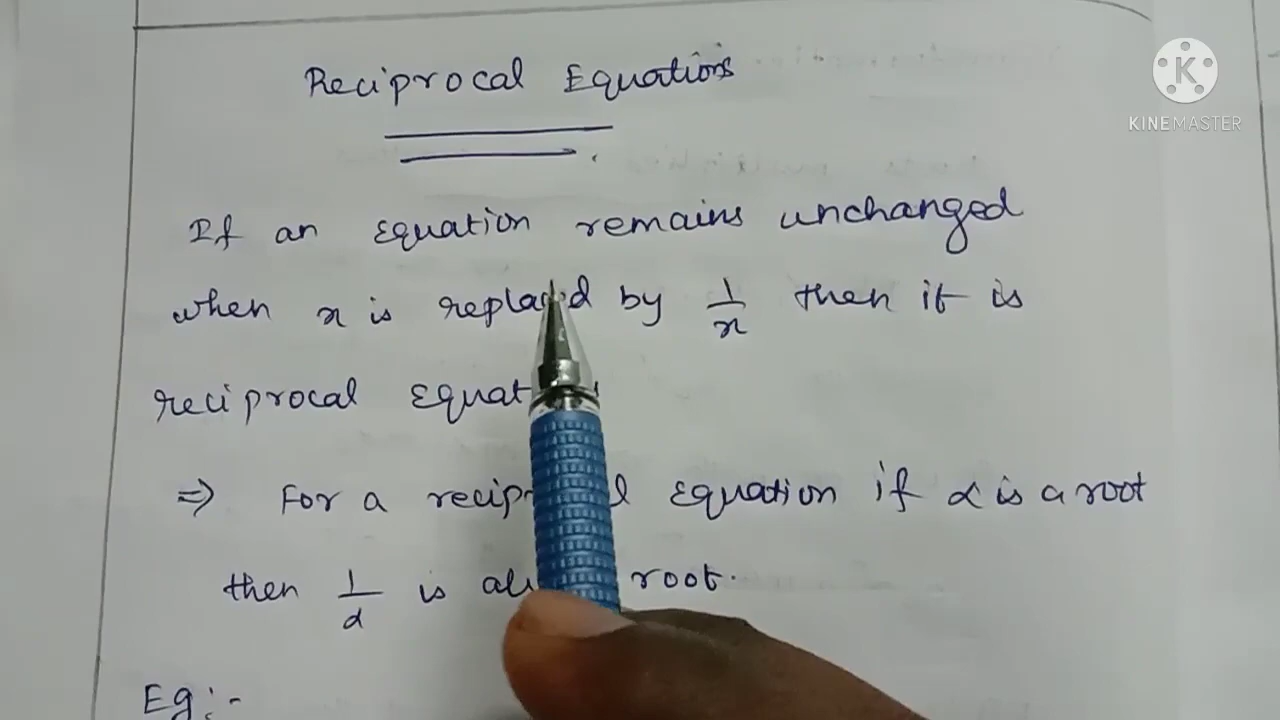 Reciprocal Equations
KINEMASTER
If an Equation remains unchanged
when x is replaced by 1/x then it is
reciprocal
⇒ For a Equation if α is a root
then 1/α is root.
Eg:-